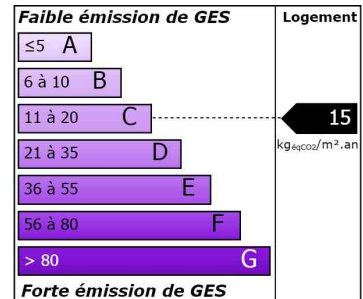 Faible émission de GES
Logement
≤5 A
6 à 10 B
11 à 20 C
15
kgéqCO2/m².an
21 à 35 D
36 à 55 E
56 à 80 F
> 80 G
Forte émission de GES